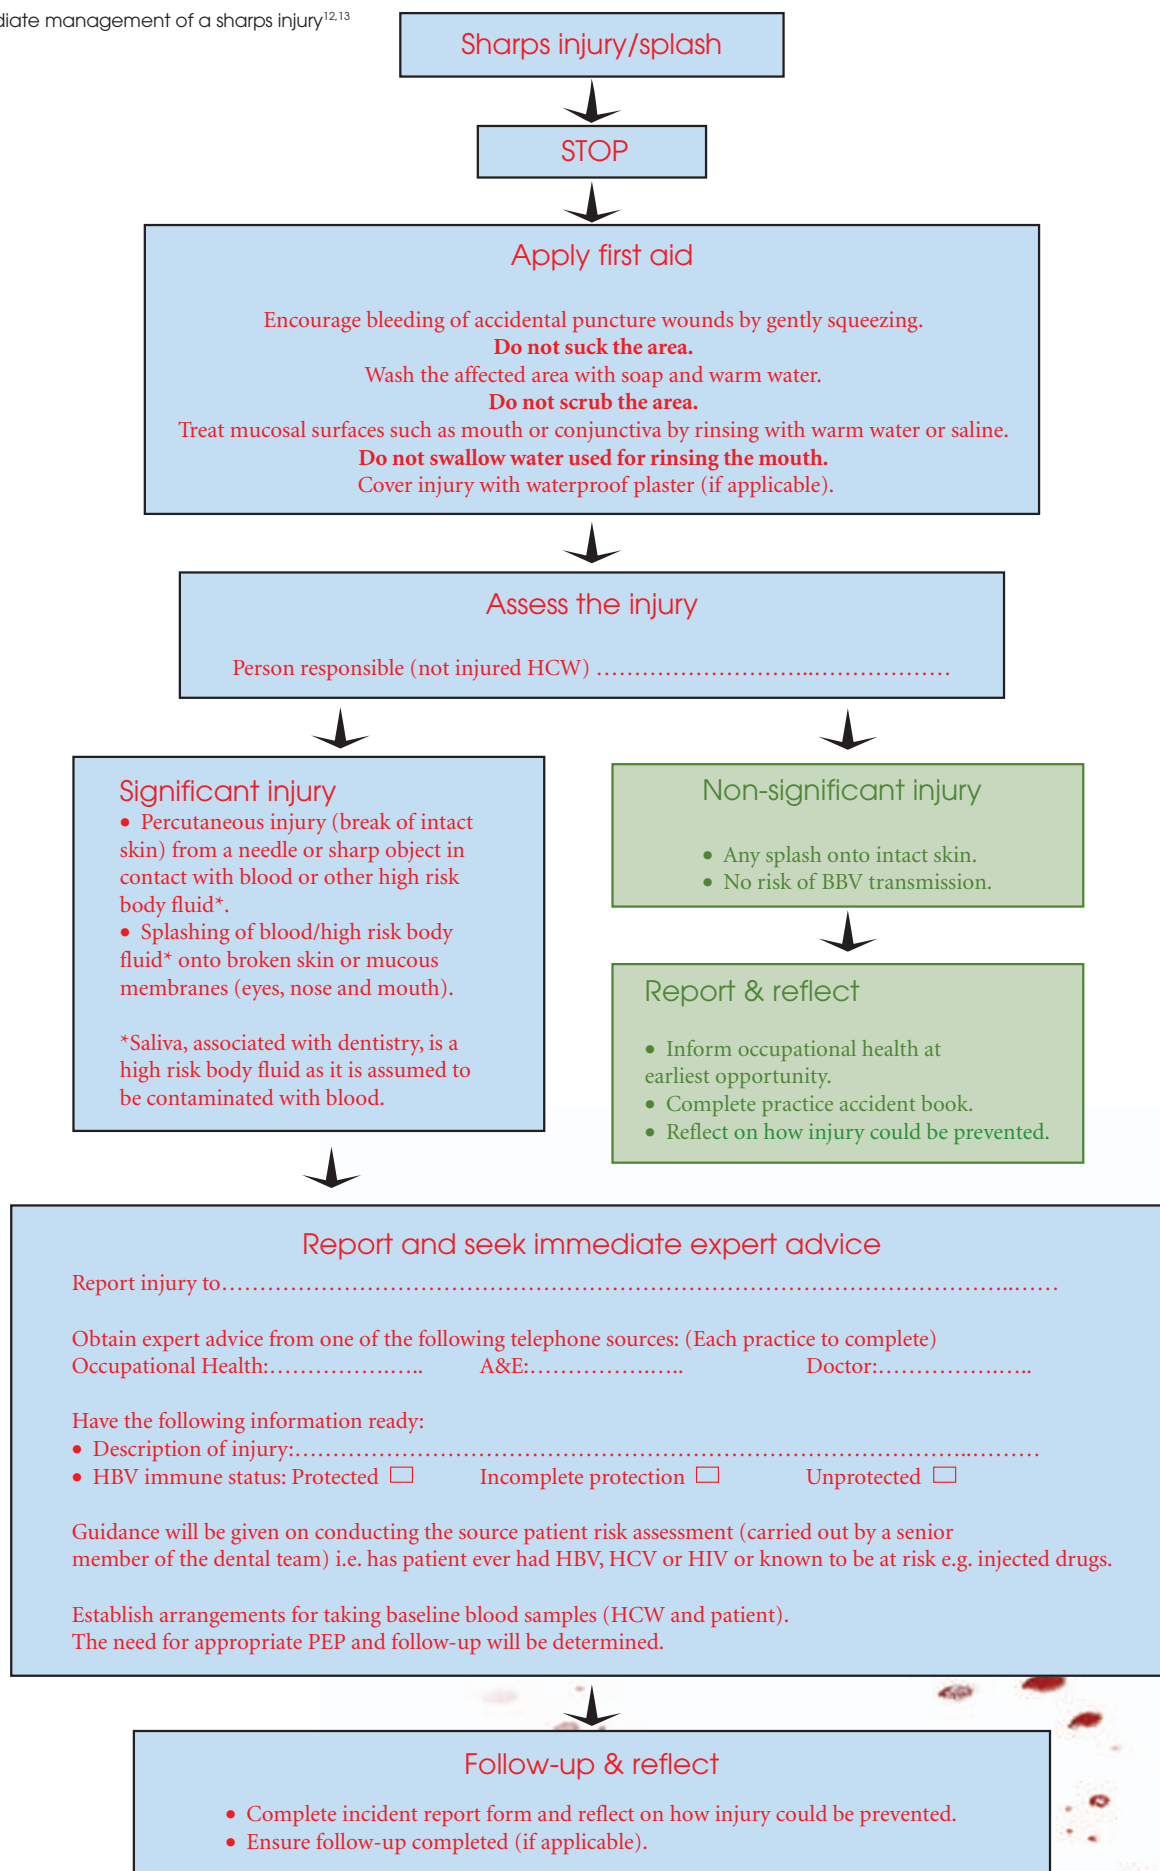 diate management of a sharps injury12,13
Sharps injury/splash
STOP
Apply first aid
Encourage bleeding of accidental puncture wounds by gently squeezing.
Do not suck the area.
Wash the affected area with soap and warm water.
Do not scrub the area.
Treat mucosal surfaces such as mouth or conjunctiva by rinsing with warm water or saline.
Do not swallow water used for rinsing the mouth.
Cover injury with waterproof plaster (if applicable).
Assess the injury
Person responsible (not injured HCW) ………………………...………………
Significant injury
• Percutaneous injury (break of intact
skin) from a needle or sharp object in
contact with blood or other high risk
body fluid*.
• Splashing of blood/high risk body
fluid* onto broken skin or mucous
membranes (eyes, nose and mouth).
*Saliva, associated with dentistry, is a
high risk body fluid as it is assumed to
be contaminated with blood.
Non-significant injury
• Any splash onto intact skin.
• No risk of BBV transmission.
Report & reflect
• Inform occupational health at
earliest opportunity.
• Complete practice accident book.
• Reflect on how injury could be prevented.
Report and seek immediate expert advice
Report injury to…………………………………………………………………………………………...……
Obtain expert advice from one of the following telephone sources: (Each practice to complete)
Occupational Health:…………….….. A&E:…………….….. Doctor:…………….…..
Have the following information ready:
• Description of injury:……………………………………………………………………………...………
• HBV immune status: Protected ☐ Incomplete protection ☐ Unprotected ☐
Guidance will be given on conducting the source patient risk assessment (carried out by a senior
member of the dental team) i.e. has patient ever had HBV, HCV or HIV or known to be at risk e.g. injected drugs.
Establish arrangements for taking baseline blood samples (HCW and patient).
The need for appropriate PEP and follow-up will be determined.
Follow-up & reflect
• Complete incident report form and reflect on how injury could be prevented.
• Ensure follow-up completed (if applicable).